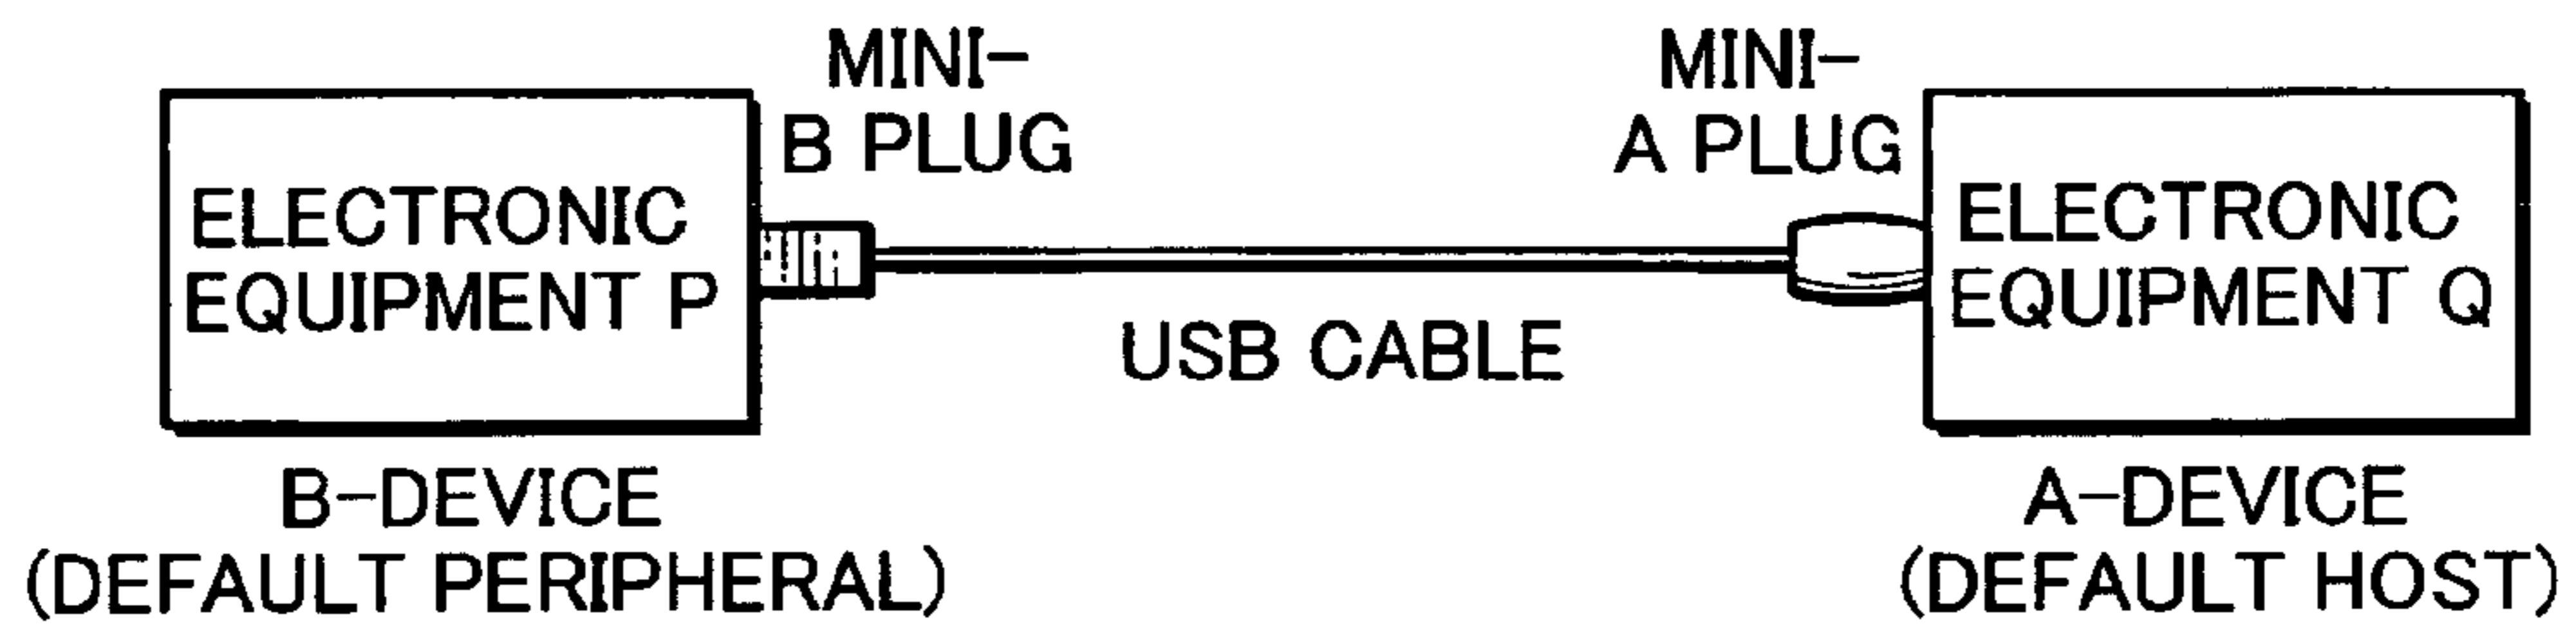 MINI-
B PLUG
MINI-
A PLUG
ELECTRONIC
EQUIPMENT P
ELECTRONIC
EQUIPMENT Q
USB CABLE
B-DEVICE
(DEFAULT PERIPHERAL)
A-DEVICE
(DEFAULT HOST)